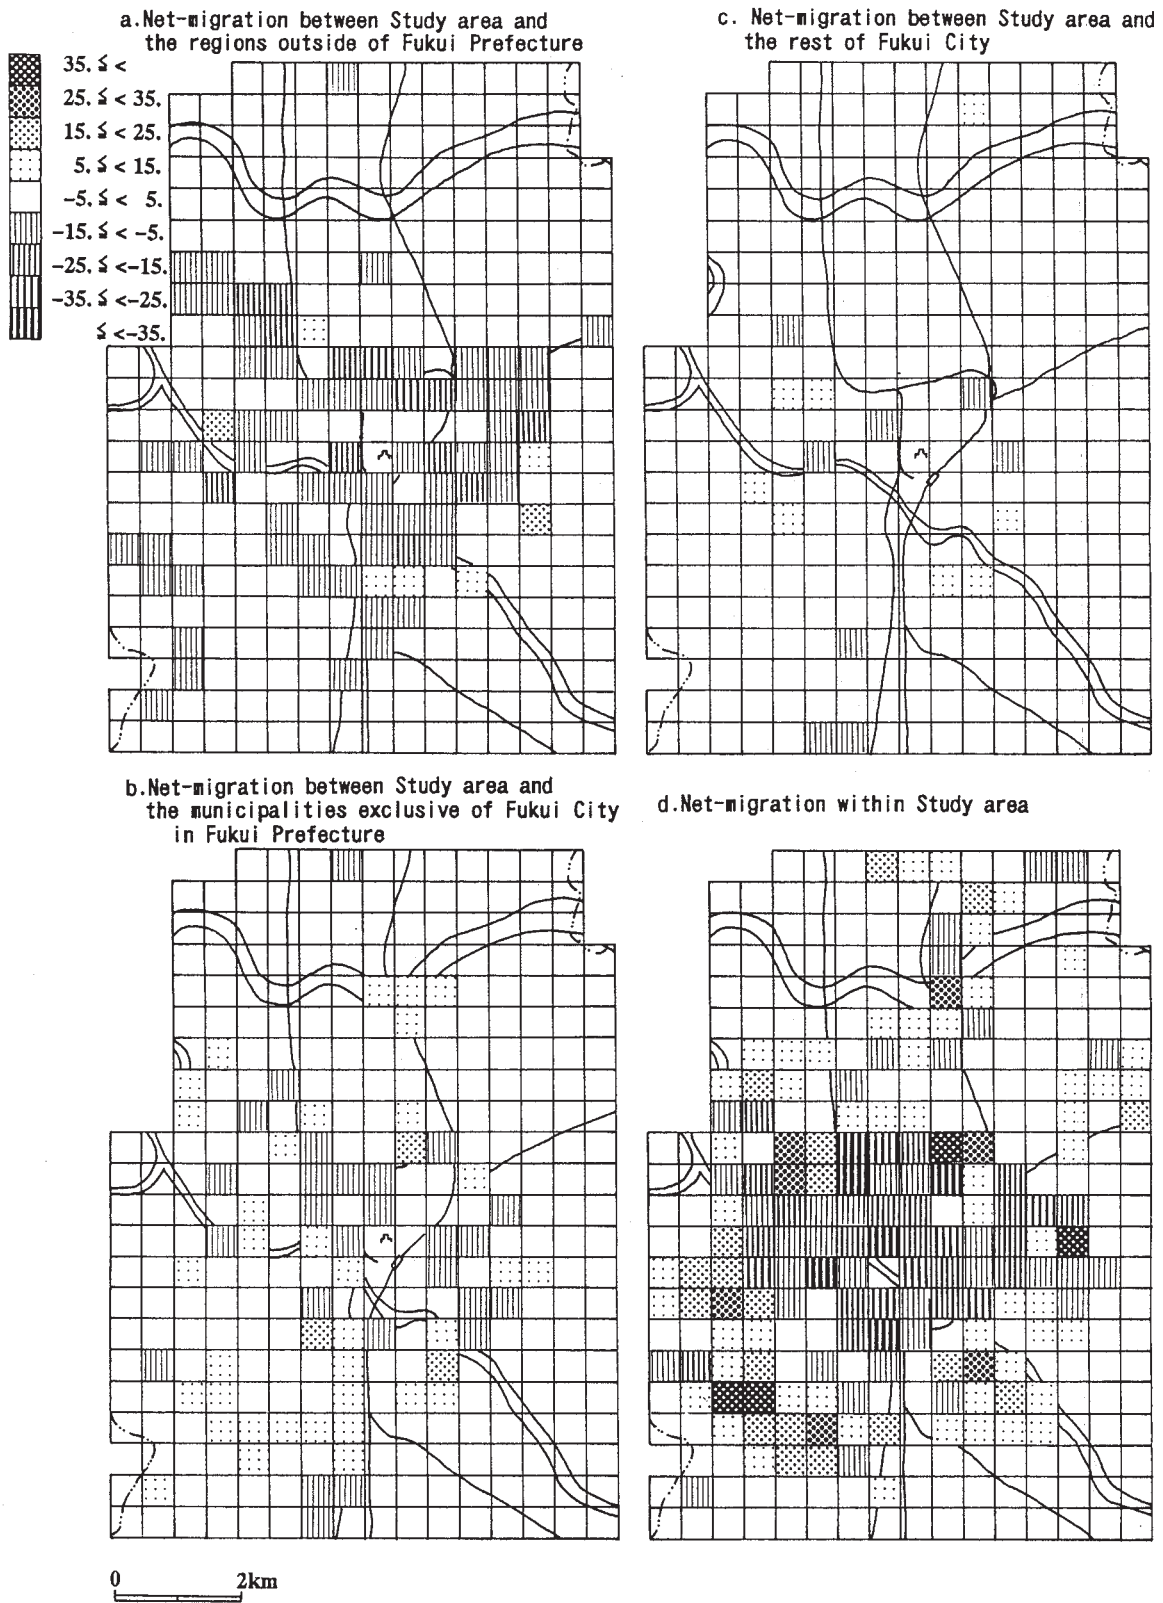 a.Net-migration between Study area and
the regions outside of Fukui Prefecture
c. Net-migration between Study area and
the rest of Fukui City
35. ≦ <
25. ≦ < 35.
15. ≦ < 25.
5. ≦ < 15.
-5. ≦ < 5.
-15. ≦ < -5.
-25. ≦ <-15.
-35. ≦ <-25.
≦ <-35.
b.Net-migration between Study area and
the municipalities exclusive of Fukui City
in Fukui Prefecture
d.Net-migration within Study area
0 2km